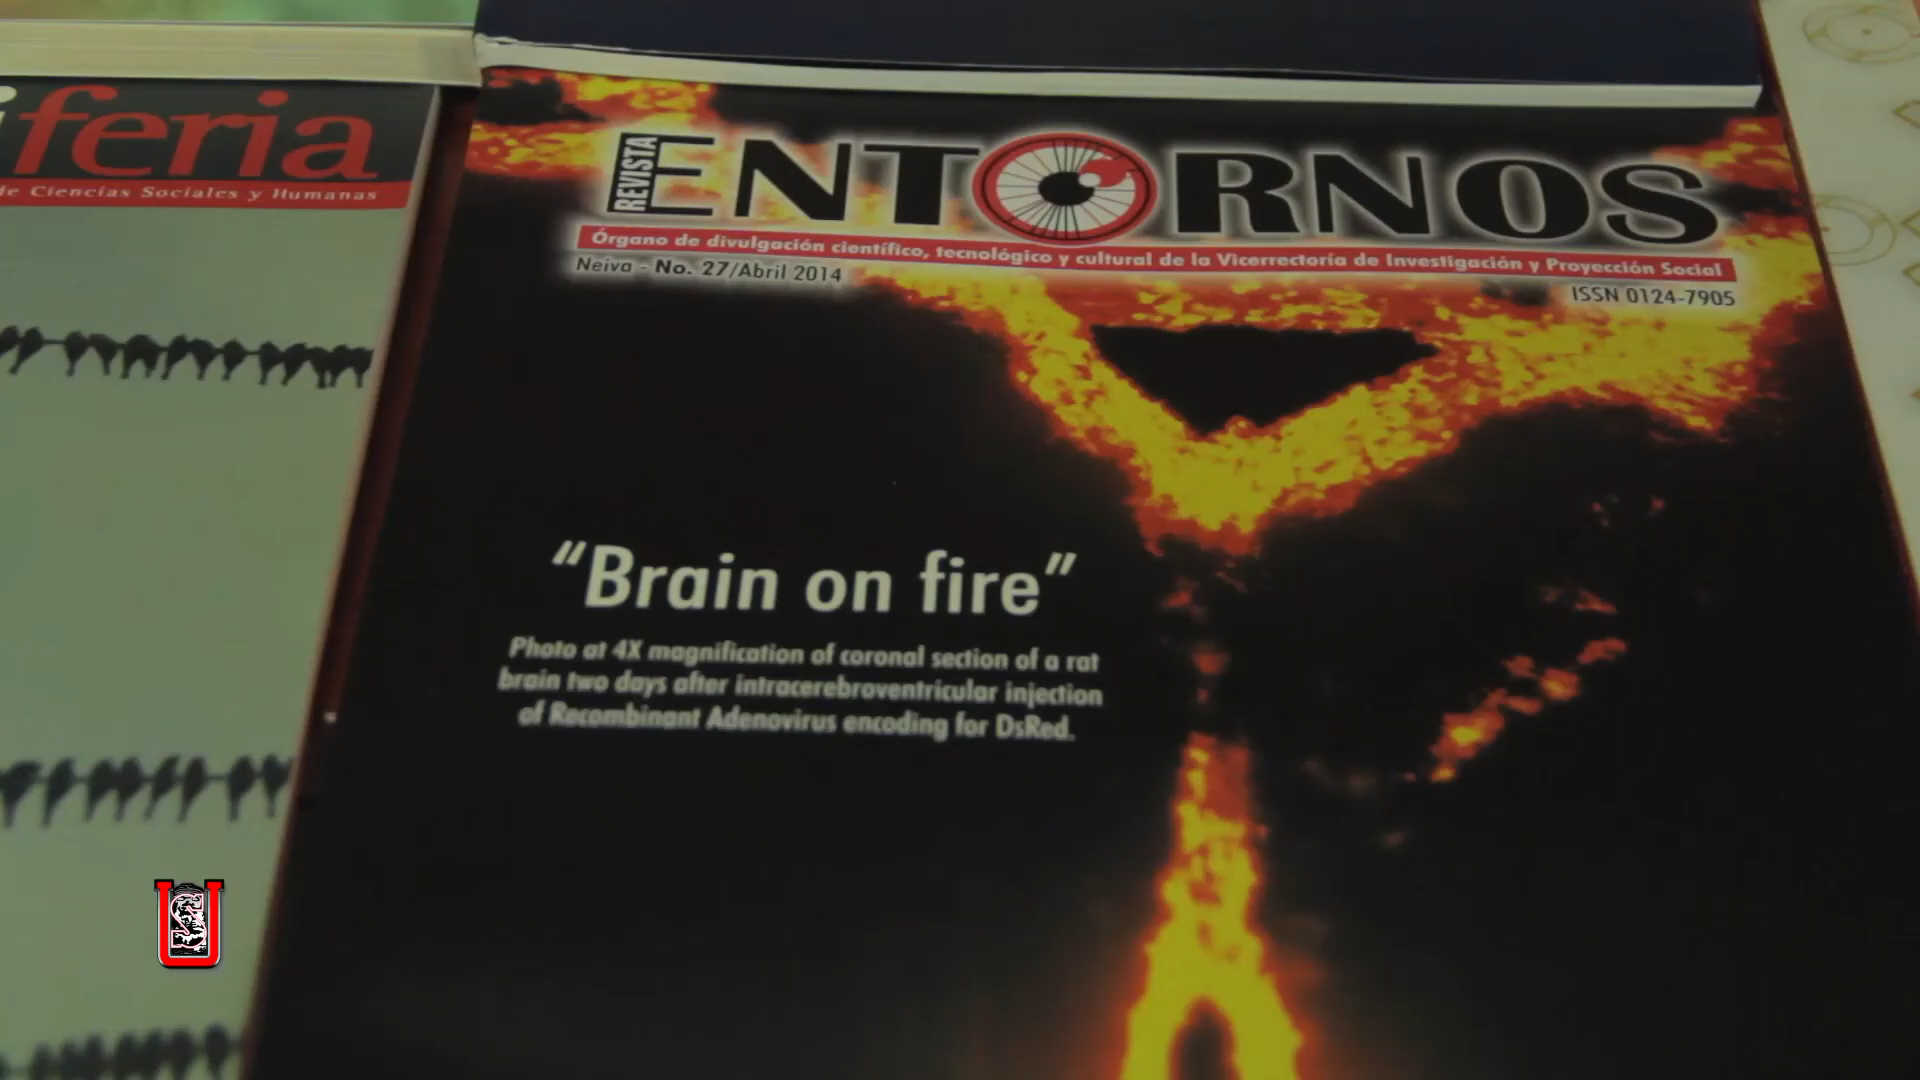 feria
de Ciencias Sociales y Humanas
REVISTA ENTORNOS
Órgano de divulgación científico, tecnológico y cultural de la Vicerrectoría de Investigación y Proyección Social
Neiva - No. 27/Abril 2014
ISSN 0124-7905
“Brain on fire”
Photo at 4X magnification of coronal section of a rat
brain two days after intracerebroventricular injection
of Recombinant Adenovirus encoding for DsRed.
US